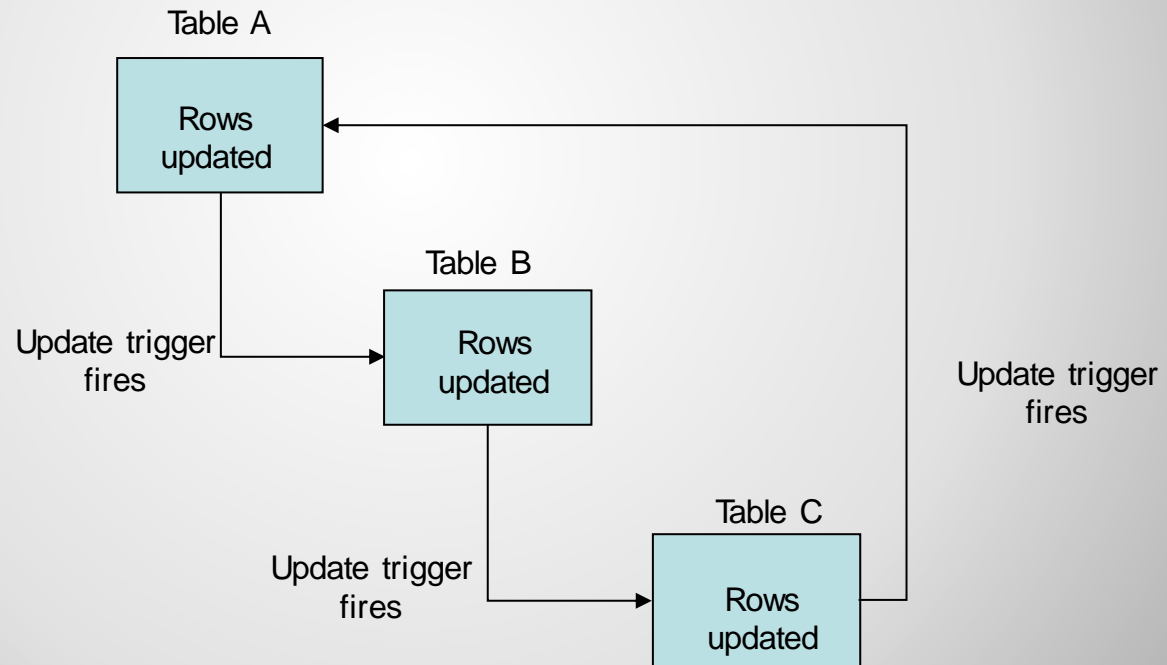 Table A
Rows
updated
Table B
Update trigger
fires
Rows
updated
Update trigger
fires
Table C
Update trigger
fires
Rows
updated